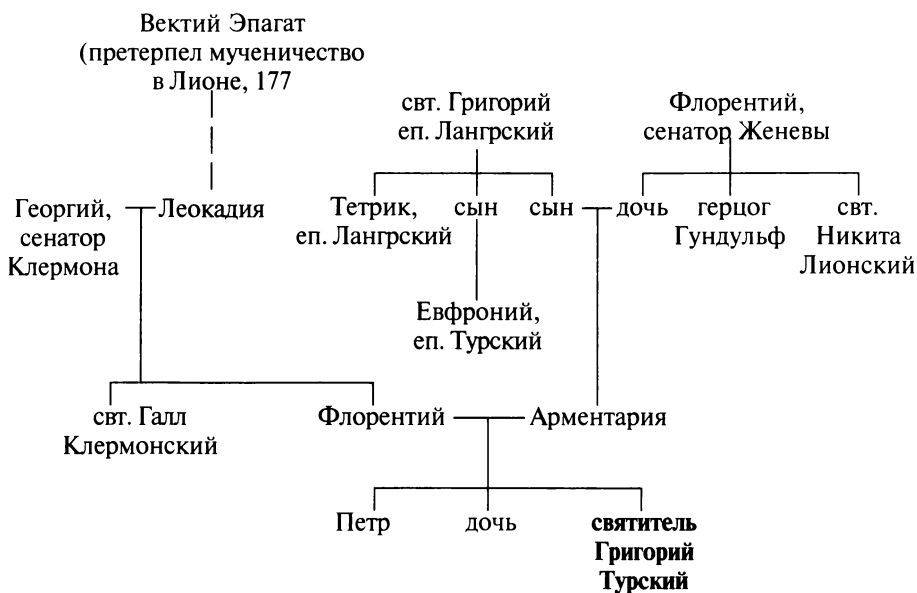 Вектий Эпагат
(претерпел мученичество
в Лионе, 177
свт. Григорий
еп. Лангрский
Флорентий,
сенатор Женевы
Георгий,
сенатор
Клермона
Леокадия
Тетрик,
еп. Лангрский
сын
сын
дочь
герцог
Гундульф
свт.
Никита
Лионский
Евфроний,
еп. Турский
свт. Галл
Клермонский
Флорентий
Арментария
Петр
дочь
святитель
Григорий
Турский